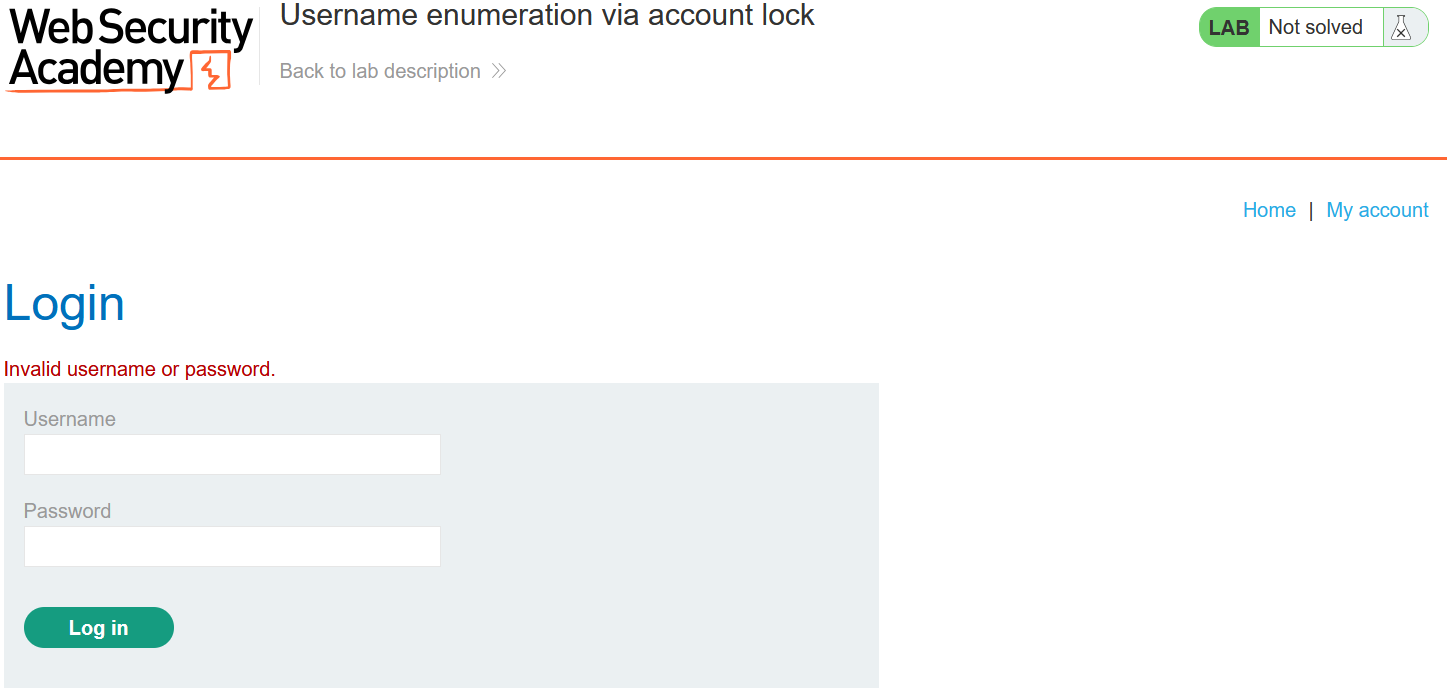 Web Security
Academy
Username enumeration via account lock
Back to lab description
LAB Not solved
Home | My account
Login
Invalid username or password.
Username
Password
Log in